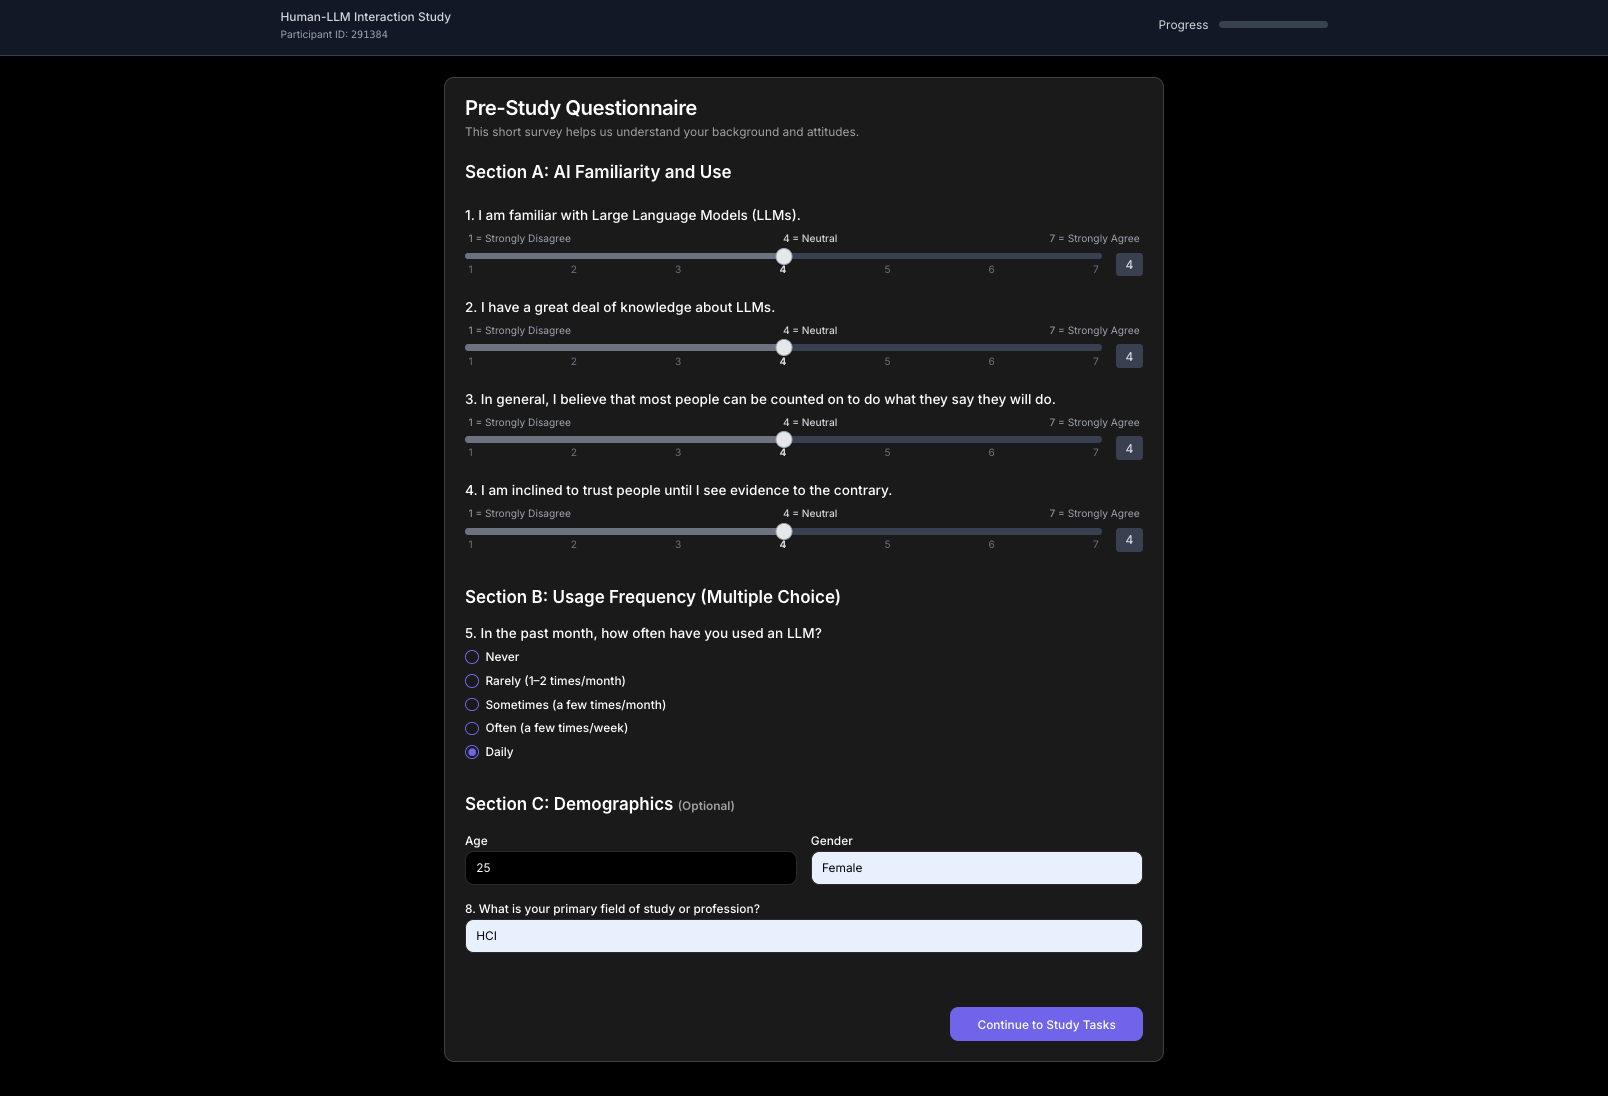 Human-LLM Interaction Study
Participant ID: 291384
Progress
Pre-Study Questionnaire
This short survey helps us understand your background and attitudes.
Section A: AI Familiarity and Use
1. I am familiar with Large Language Models (LLMs).
1 = Strongly Disagree 4 = Neutral 7 = Strongly Agree
1 2 3 4 5 6 7 4
2. I have a great deal of knowledge about LLMs.
1 = Strongly Disagree 4 = Neutral 7 = Strongly Agree
1 2 3 4 5 6 7 4
3. In general, I believe that most people can be counted on to do what they say they will do.
1 = Strongly Disagree 4 = Neutral 7 = Strongly Agree
1 2 3 4 5 6 7 4
4. I am inclined to trust people until I see evidence to the contrary.
1 = Strongly Disagree 4 = Neutral 7 = Strongly Agree
1 2 3 4 5 6 7 4
Section B: Usage Frequency (Multiple Choice)
5. In the past month, how often have you used an LLM?
Never
Rarely (1–2 times/month)
Sometimes (a few times/month)
Often (a few times/week)
Daily
Section C: Demographics (Optional)
Age Gender
25 Female
8. What is your primary field of study or profession?
HCI
Continue to Study Tasks